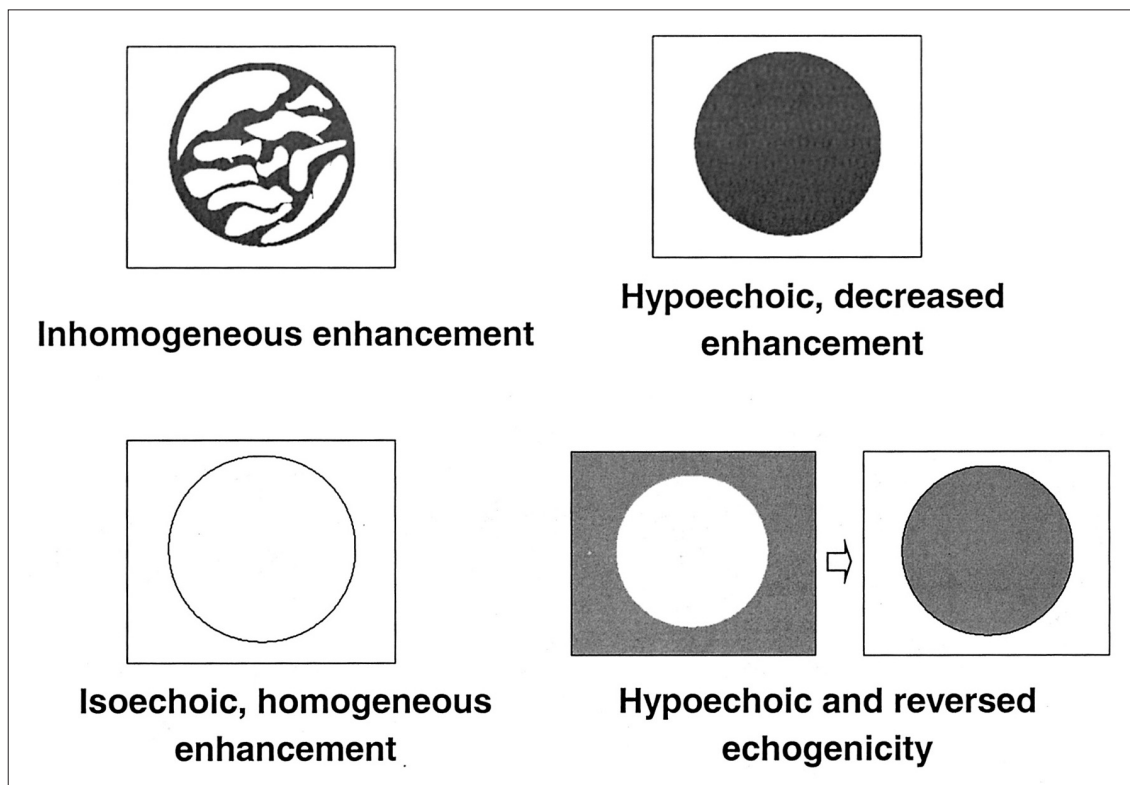 Inhomogeneous enhancement
Hypoechoic, decreased
enhancement
Isoechoic, homogeneous
enhancement
Hypoechoic and reversed
echogenicity